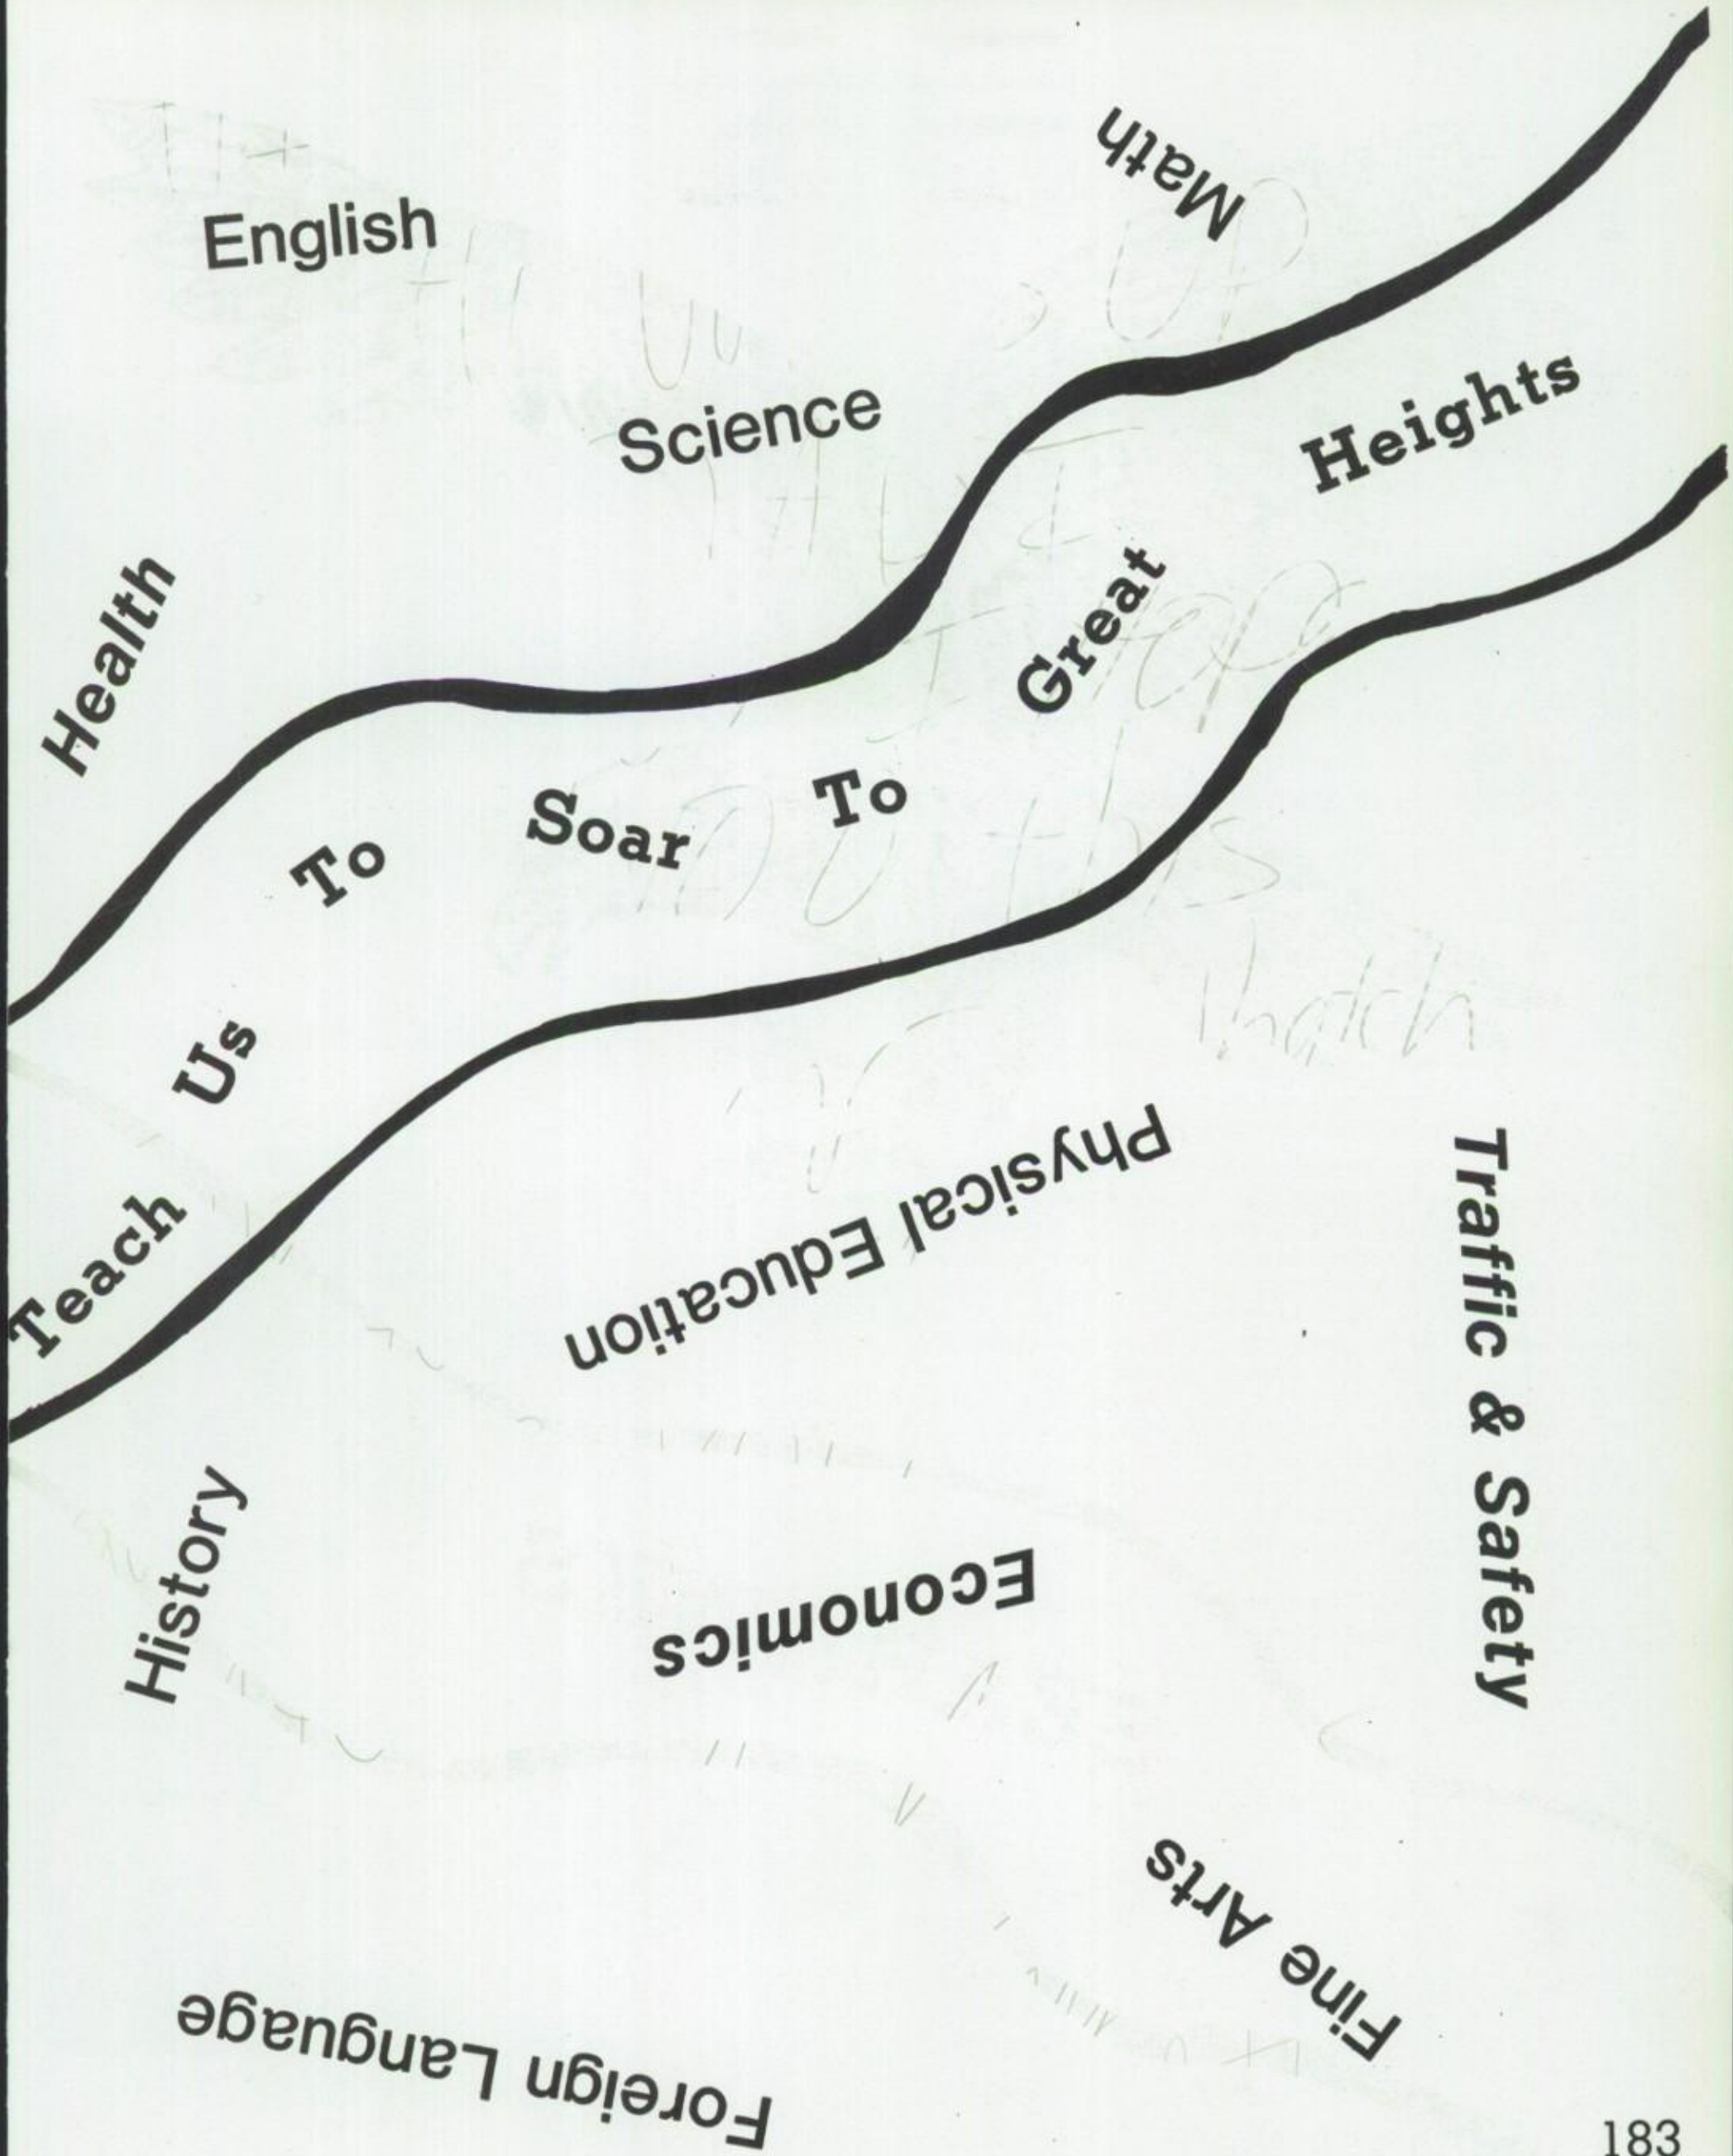 English
Math
Science
Health
Teach Us To Soar To Great Heights
Physical Education
Traffic & Safety
History
Economics
Fine Arts
Foreign Language
183